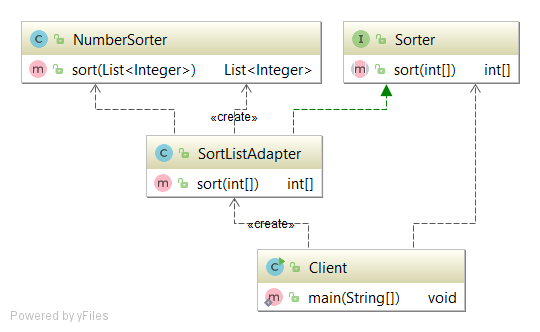 NumberSorter
sort(List<Integer>) List<Integer>
Sorter
sort(int[]) int[]
«create»
SortListAdapter
sort(int[]) int[]
«create»
Client
main(String[]) void
Powered by yFiles